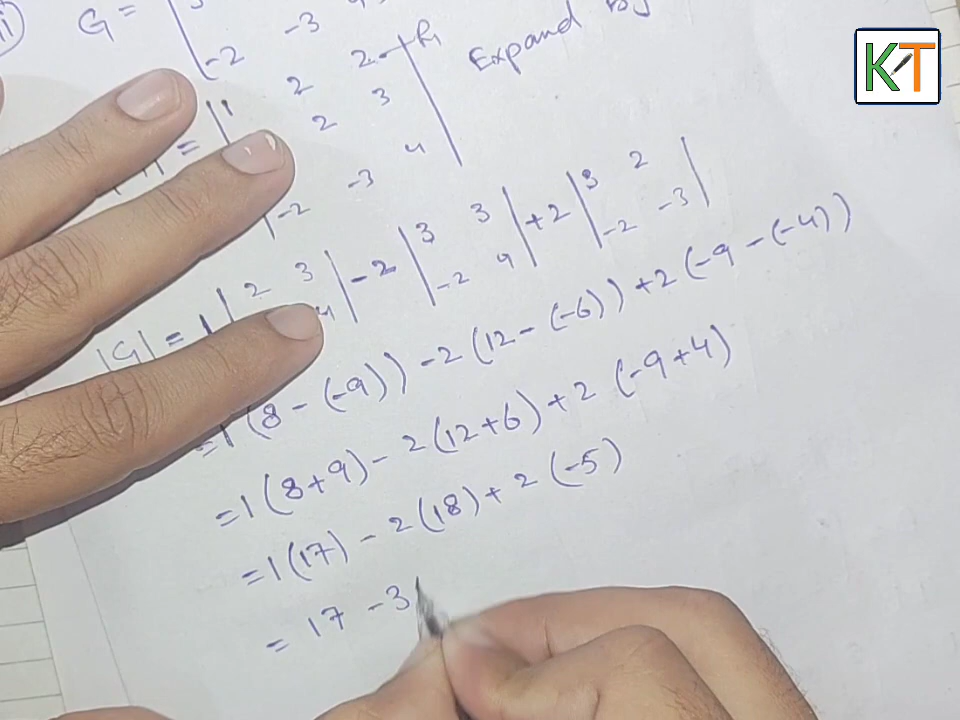 ii G = 3
-2 -3 4
1 2 2 R1 Expand By
= 2 3
-2 -3 4
|G| = 1 | 2 3 4 | - 2 | 3 3 -2 4 | + 2 | 3 2 -2 -3 |
= 1 (8 - (-9)) - 2 (12 - (-6)) + 2 (-9 - (-4))
= 1 (8+9) - 2 (12+6) + 2 (-9+4)
= 1 (17) - 2 (18) + 2 (-5)
= 17 - 3
KT